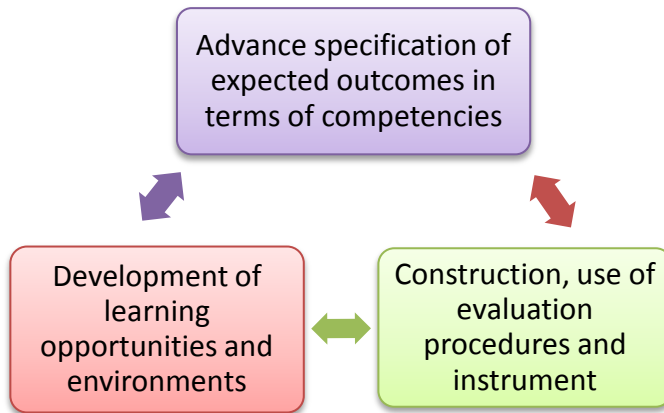 Advance specification of
expected outcomes in
terms of competencies
Development of
learning
opportunities and
environments
Construction, use of
evaluation
procedures and
instrument